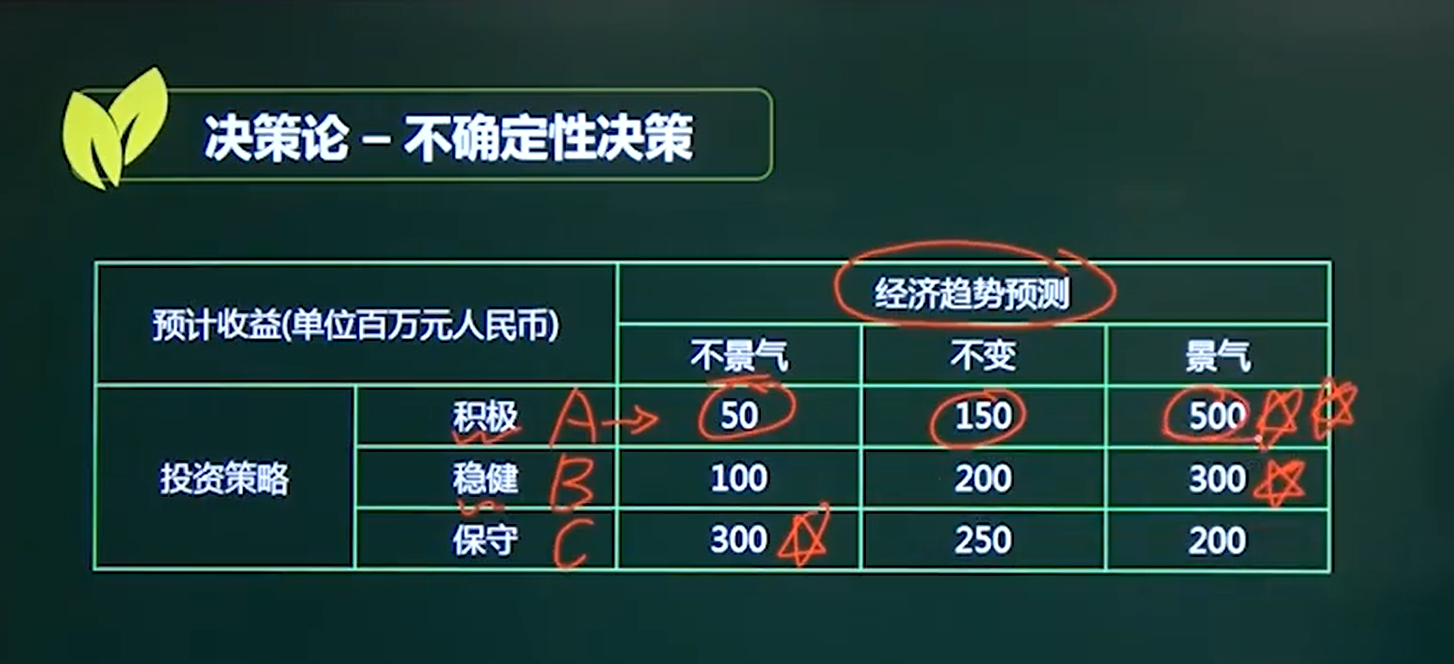 决策论 – 不确定性决策
预计收益(单位百万元人民币)
经济趋势预测
不景气 不变 景气
投资策略
积极 A → 50 150 500
稳健 B 100 200 300
保守 C 300 250 200